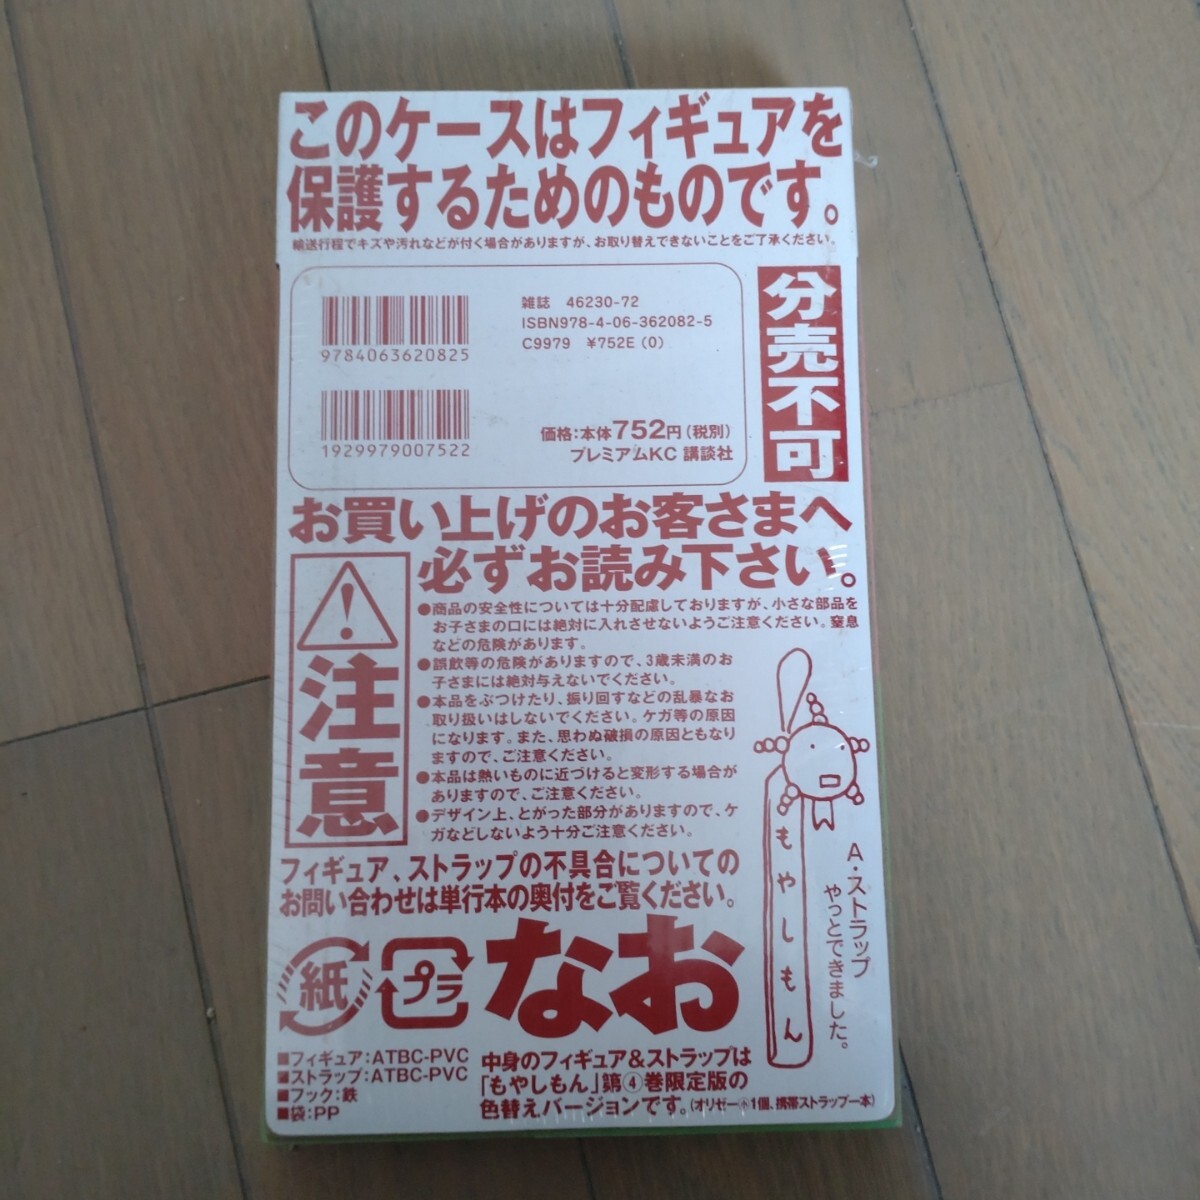 このケースはフィギュアを
保護するためのものです。
輸送行程でキズや汚れなどが付く場合がありますが、お取り替えできないことをご了承ください。
9784063620825
雑誌 46230-72
ISBN978-4-06-362082-5
C9979 ¥752E(0)
1929979007522
価格:本体752円(税別)
プレミアムKC 講談社
分売不可
お買い上げのお客さまへ
必ずお読み下さい。
注意
●商品の安全性については十分配慮しておりますが、小さな部品を
お子さまの口には絶対に入れさせないようご注意ください。窒息
などの危険があります。
●誤飲等の危険がありますので、3歳未満のお
子さまには絶対与えないでください。
●本品をぶつけたり、振り回すなどの乱暴なお
取り扱いはしないでください。ケガ等の原因
になります。また、思わぬ破損の原因ともなり
ますので、ご注意ください。
●本品は熱いものに近づけると変形する場合が
ありますので、ご注意ください。
●デザイン上、とがった部分がありますので、ケ
ガなどしないよう十分ご注意ください。
もやしもん
A・ストラップ
やっとできました。
フィギュア、ストラップの不具合についての
お問い合わせは単行本の奥付をご覧ください。
紙
プラ
なお
■フィギュア:ATBC-PVC
■ストラップ:ATBC-PVC
■フック:鉄
■袋:PP
中身のフィギュア&ストラップは
「もやしもん」第④巻限定版の
色替えバージョンです。(オリゼー㊥1個、携帯ストラップ一本)